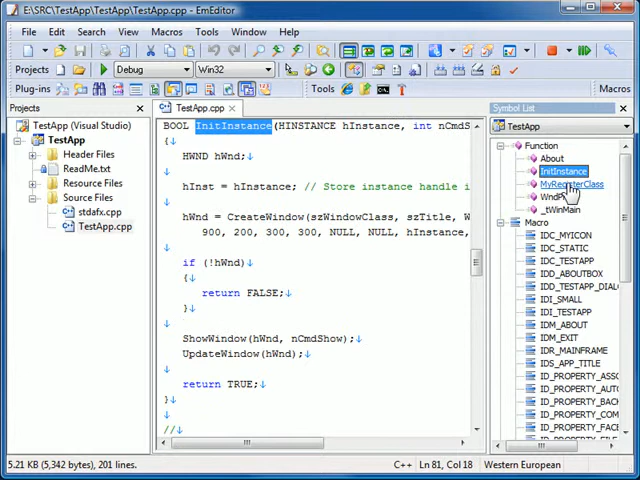 E:\SRC\TestApp\TestApp\TestApp.cpp - EmEditor
File Edit Search View Macros Tools Window Help
Projects Debug Win32
Plug-ins Tools
Projects
TestApp (Visual Studio)
TestApp
Header Files
ReadMe.txt
Resource Files
Source Files
stdafx.cpp
TestApp.cpp
TestApp.cpp
BOOL InitInstance(HINSTANCE hInstance, int nCmdS
{
HWND hWnd;
hInst = hInstance; // Store instance handle i
hWnd = CreateWindow(szWindowClass, szTitle, W
900, 200, 300, 300, NULL, NULL, hInstance,
if (!hWnd)
{
return FALSE;
}
ShowWindow(hWnd, nCmdShow);
UpdateWindow(hWnd);
return TRUE;
}
//
Symbol List
TestApp
Function
About
InitInstance
MyRegisterClass
_tWinMain
Macro
IDC_MYICON
IDC_STATIC
IDC_TESTAPP
IDD_ABOUTBOX
IDD_TESTAPP_DIAL
IDI_SMALL
IDI_TESTAPP
IDM_ABOUT
IDM_EXIT
IDR_MAINFRAME
IDS_APP_TITLE
ID_PROPERTY_ASSO
ID_PROPERTY_AUTO
ID_PROPERTY_BACK
ID_PROPERTY_COM
ID_PROPERTY_FACE
5.21 KB (5,342 bytes), 201 lines. C++ Ln 81, Col 18 Western European